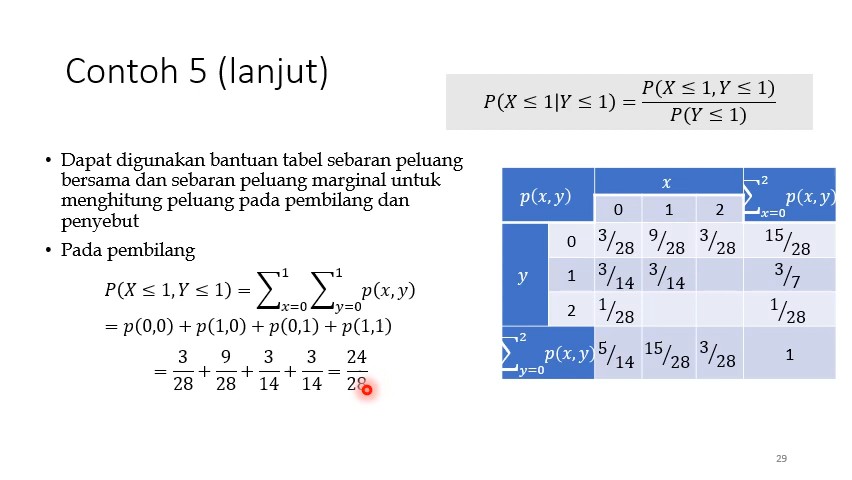 Contoh 5 (lanjut)
P(X ≤ 1|Y ≤ 1) = P(X ≤ 1, Y ≤ 1) / P(Y ≤ 1)
• Dapat digunakan bantuan tabel sebaran peluang
bersama dan sebaran peluang marginal untuk
menghitung peluang pada pembilang dan
penyebut
• Pada pembilang
P(X ≤ 1, Y ≤ 1) = ∑_{x=0}^{1} ∑_{y=0}^{1} p(x, y)
= p(0,0) + p(1,0) + p(0,1) + p(1,1)
= 3/28 + 9/28 + 3/14 + 3/14 = 24/28
p(x, y) x ∑_{x=0}^{2} p(x, y)
0 1 2
y 0 3/28 9/28 3/28 15/28
1 3/14 3/14 3/7
2 1/28 1/28
∑_{y=0}^{2} p(x, y) 5/14 15/28 3/28 1
29